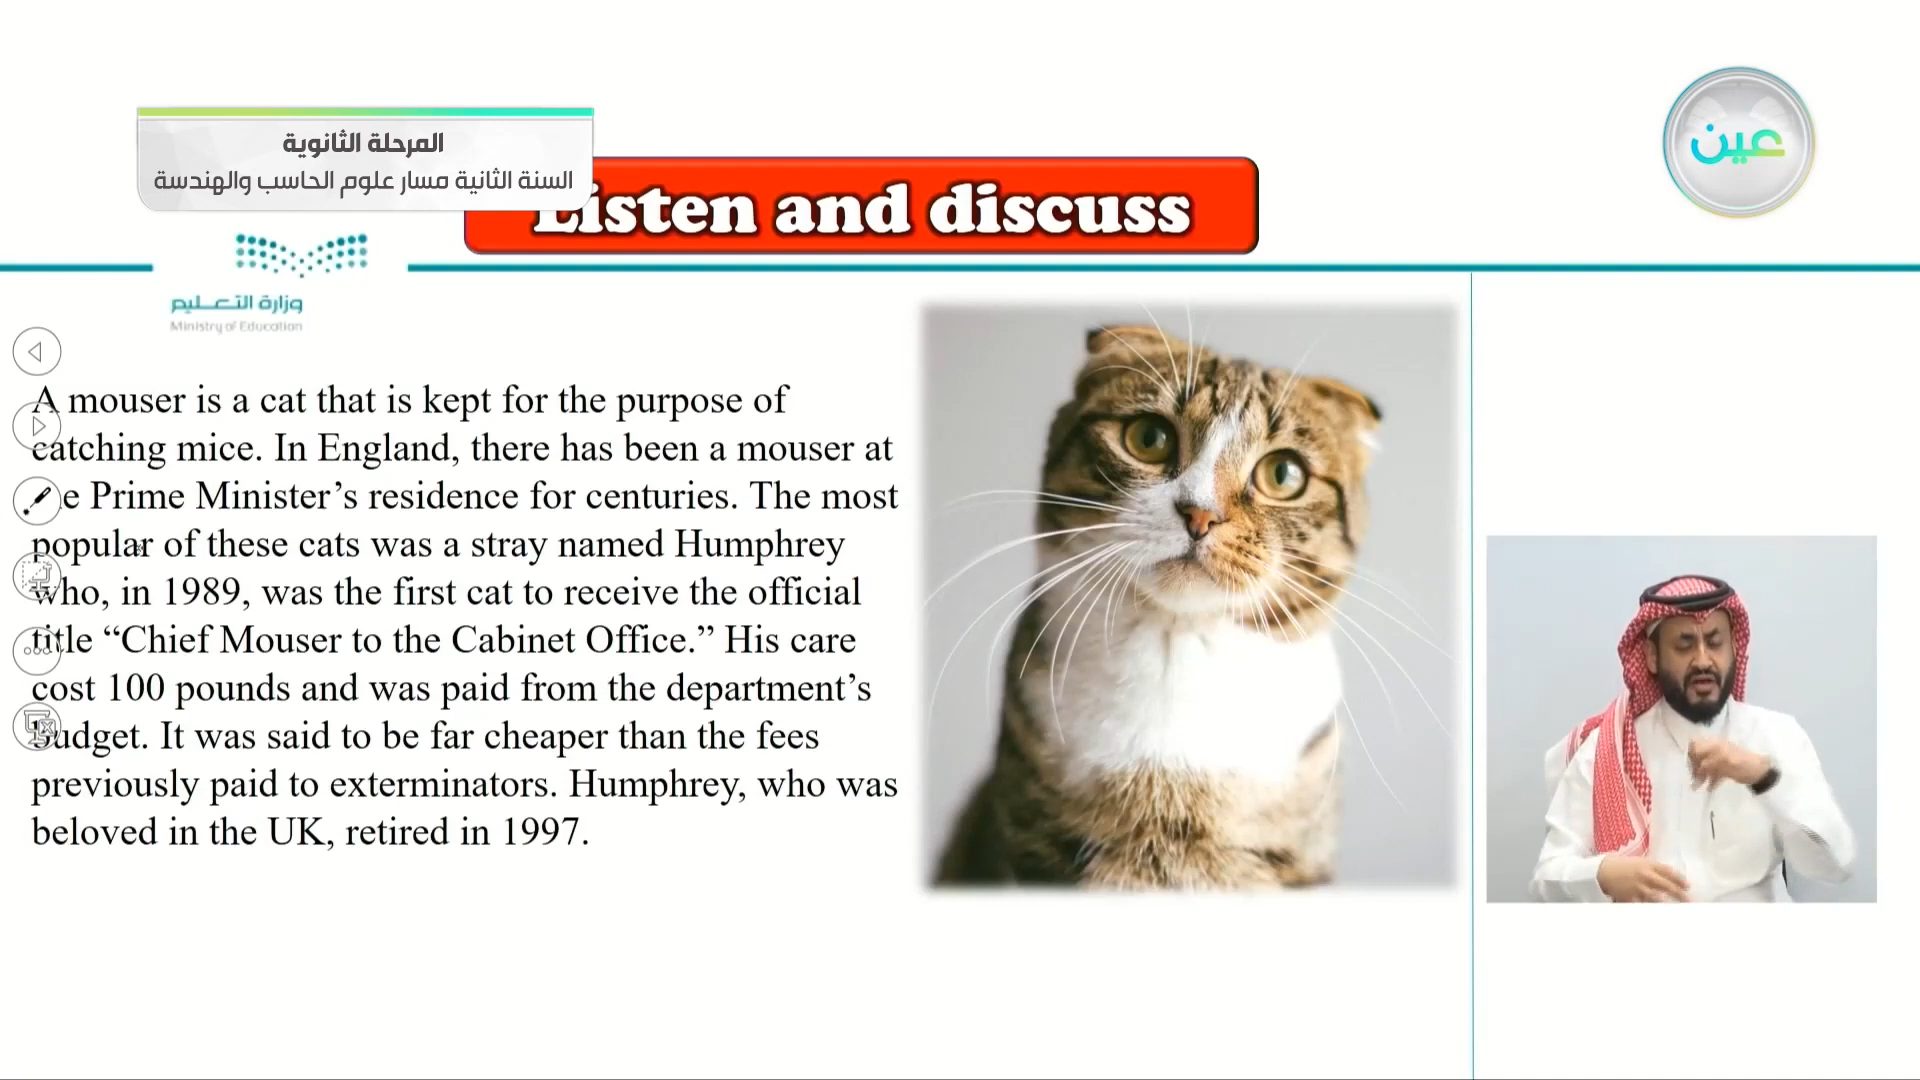 المرحلة الثانوية
السنة الثانية مسار علوم الحاسب والهندسة
عين
Listen and discuss
وزارة التعليم
Ministry of Education
A mouser is a cat that is kept for the purpose of
catching mice. In England, there has been a mouser at
e Prime Minister’s residence for centuries. The most
popular of these cats was a stray named Humphrey
who, in 1989, was the first cat to receive the official
title “Chief Mouser to the Cabinet Office.” His care
cost 100 pounds and was paid from the department’s
budget. It was said to be far cheaper than the fees
previously paid to exterminators. Humphrey, who was
beloved in the UK, retired in 1997.